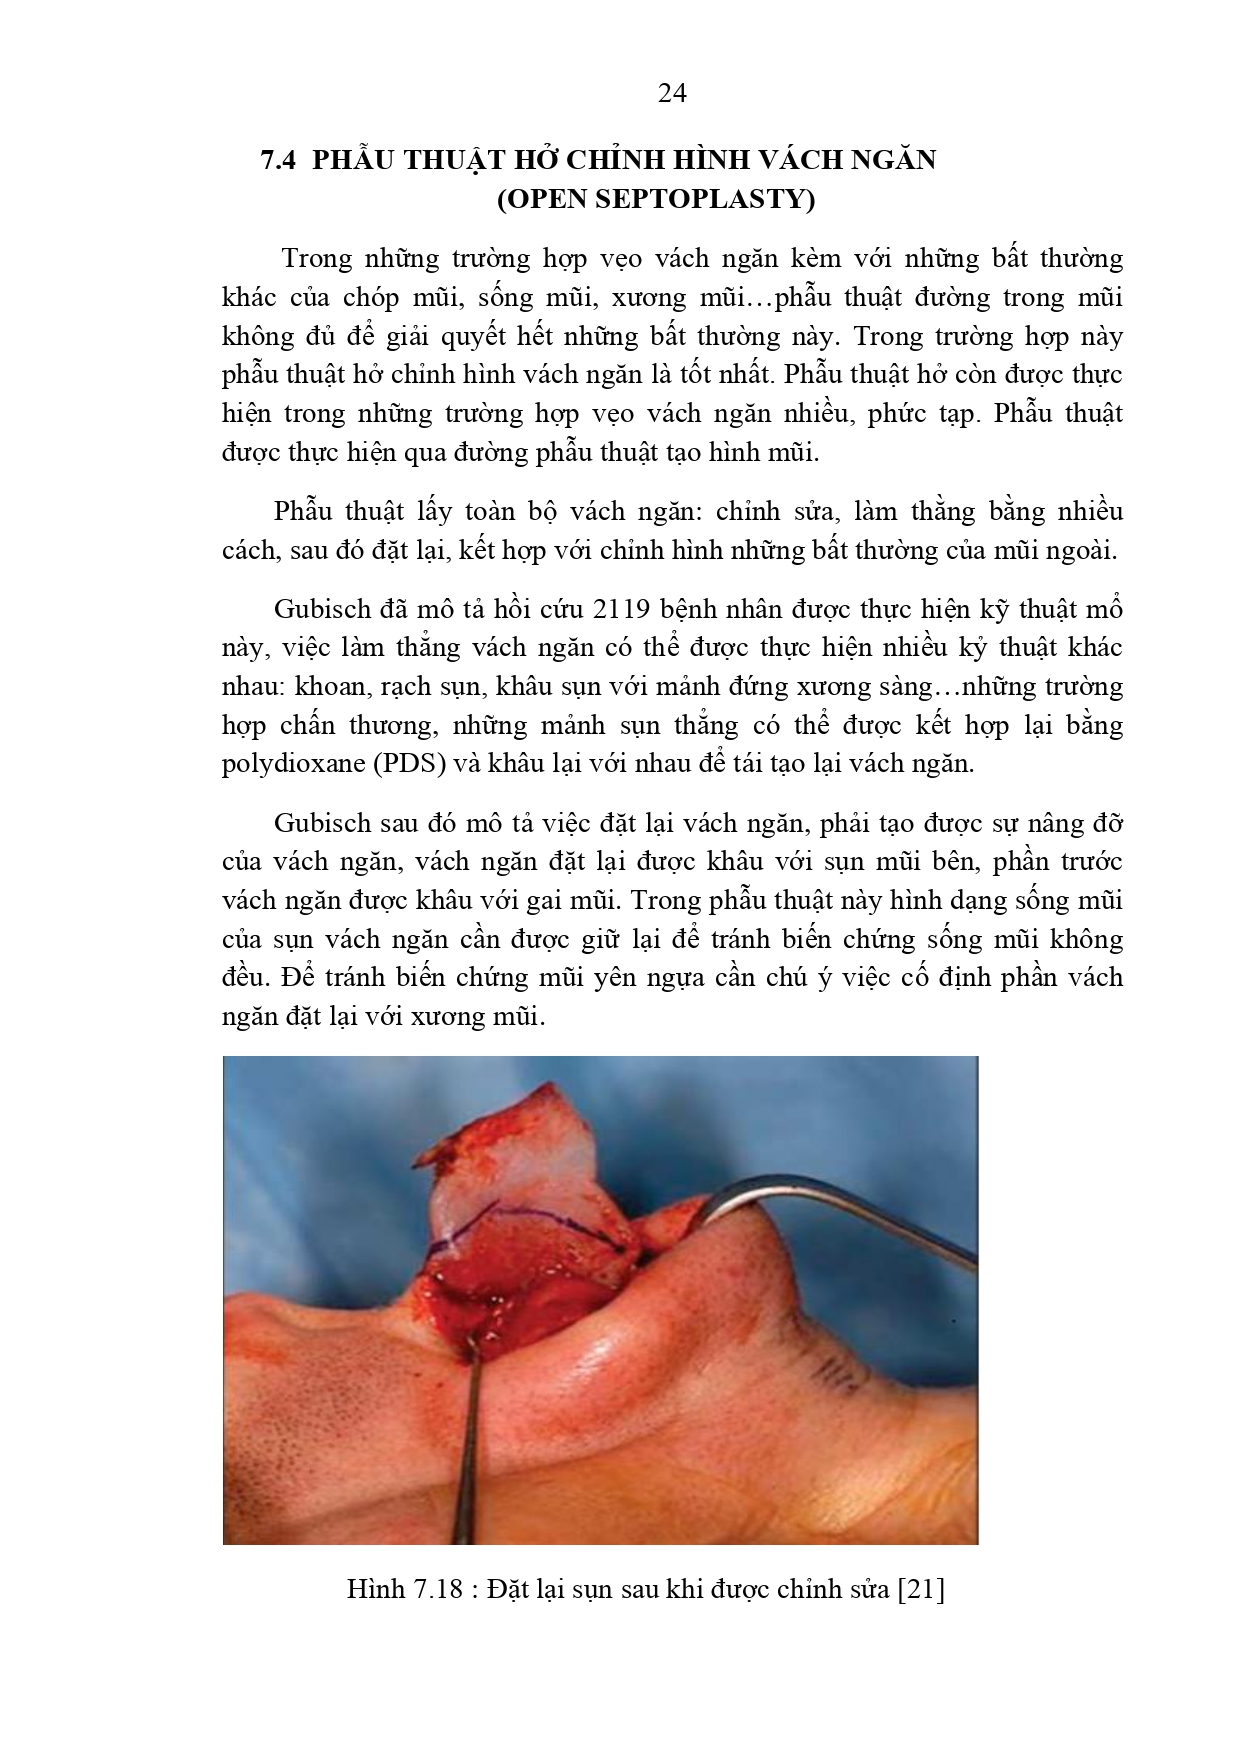 24
7.4 PHẪU THUẬT HỞ CHỈNH HÌNH VÁCH NGĂN
(OPEN SEPTOPLASTY)
Trong những trường hợp vẹo vách ngăn kèm với những bất thường
khác của chóp mũi, sống mũi, xương mũi…phẫu thuật đường trong mũi
không đủ để giải quyết hết những bất thường này. Trong trường hợp này
phẫu thuật hở chỉnh hình vách ngăn là tốt nhất. Phẫu thuật hở còn được thực
hiện trong những trường hợp vẹo vách ngăn nhiều, phức tạp. Phẫu thuật
được thực hiện qua đường phẫu thuật tạo hình mũi.
Phẫu thuật lấy toàn bộ vách ngăn: chỉnh sửa, làm thẳng bằng nhiều
cách, sau đó đặt lại, kết hợp với chỉnh hình những bất thường của mũi ngoài.
Gubisch đã mô tả hồi cứu 2119 bệnh nhân được thực hiện kỹ thuật mổ
này, việc làm thẳng vách ngăn có thể được thực hiện nhiều kỷ thuật khác
nhau: khoan, rạch sụn, khâu sụn với mảnh đứng xương sàng…những trường
hợp chấn thương, những mảnh sụn thẳng có thể được kết hợp lại bằng
polydioxane (PDS) và khâu lại với nhau để tái tạo lại vách ngăn.
Gubisch sau đó mô tả việc đặt lại vách ngăn, phải tạo được sự nâng đỡ
của vách ngăn, vách ngăn đặt lại được khâu với sụn mũi bên, phần trước
vách ngăn được khâu với gai mũi. Trong phẫu thuật này hình dạng sống mũi
của sụn vách ngăn cần được giữ lại để tránh biến chứng sống mũi không
đều. Để tránh biến chứng mũi yên ngựa cần chú ý việc cố định phần vách
ngăn đặt lại với xương mũi.
Hình 7.18 : Đặt lại sụn sau khi được chỉnh sửa [21]